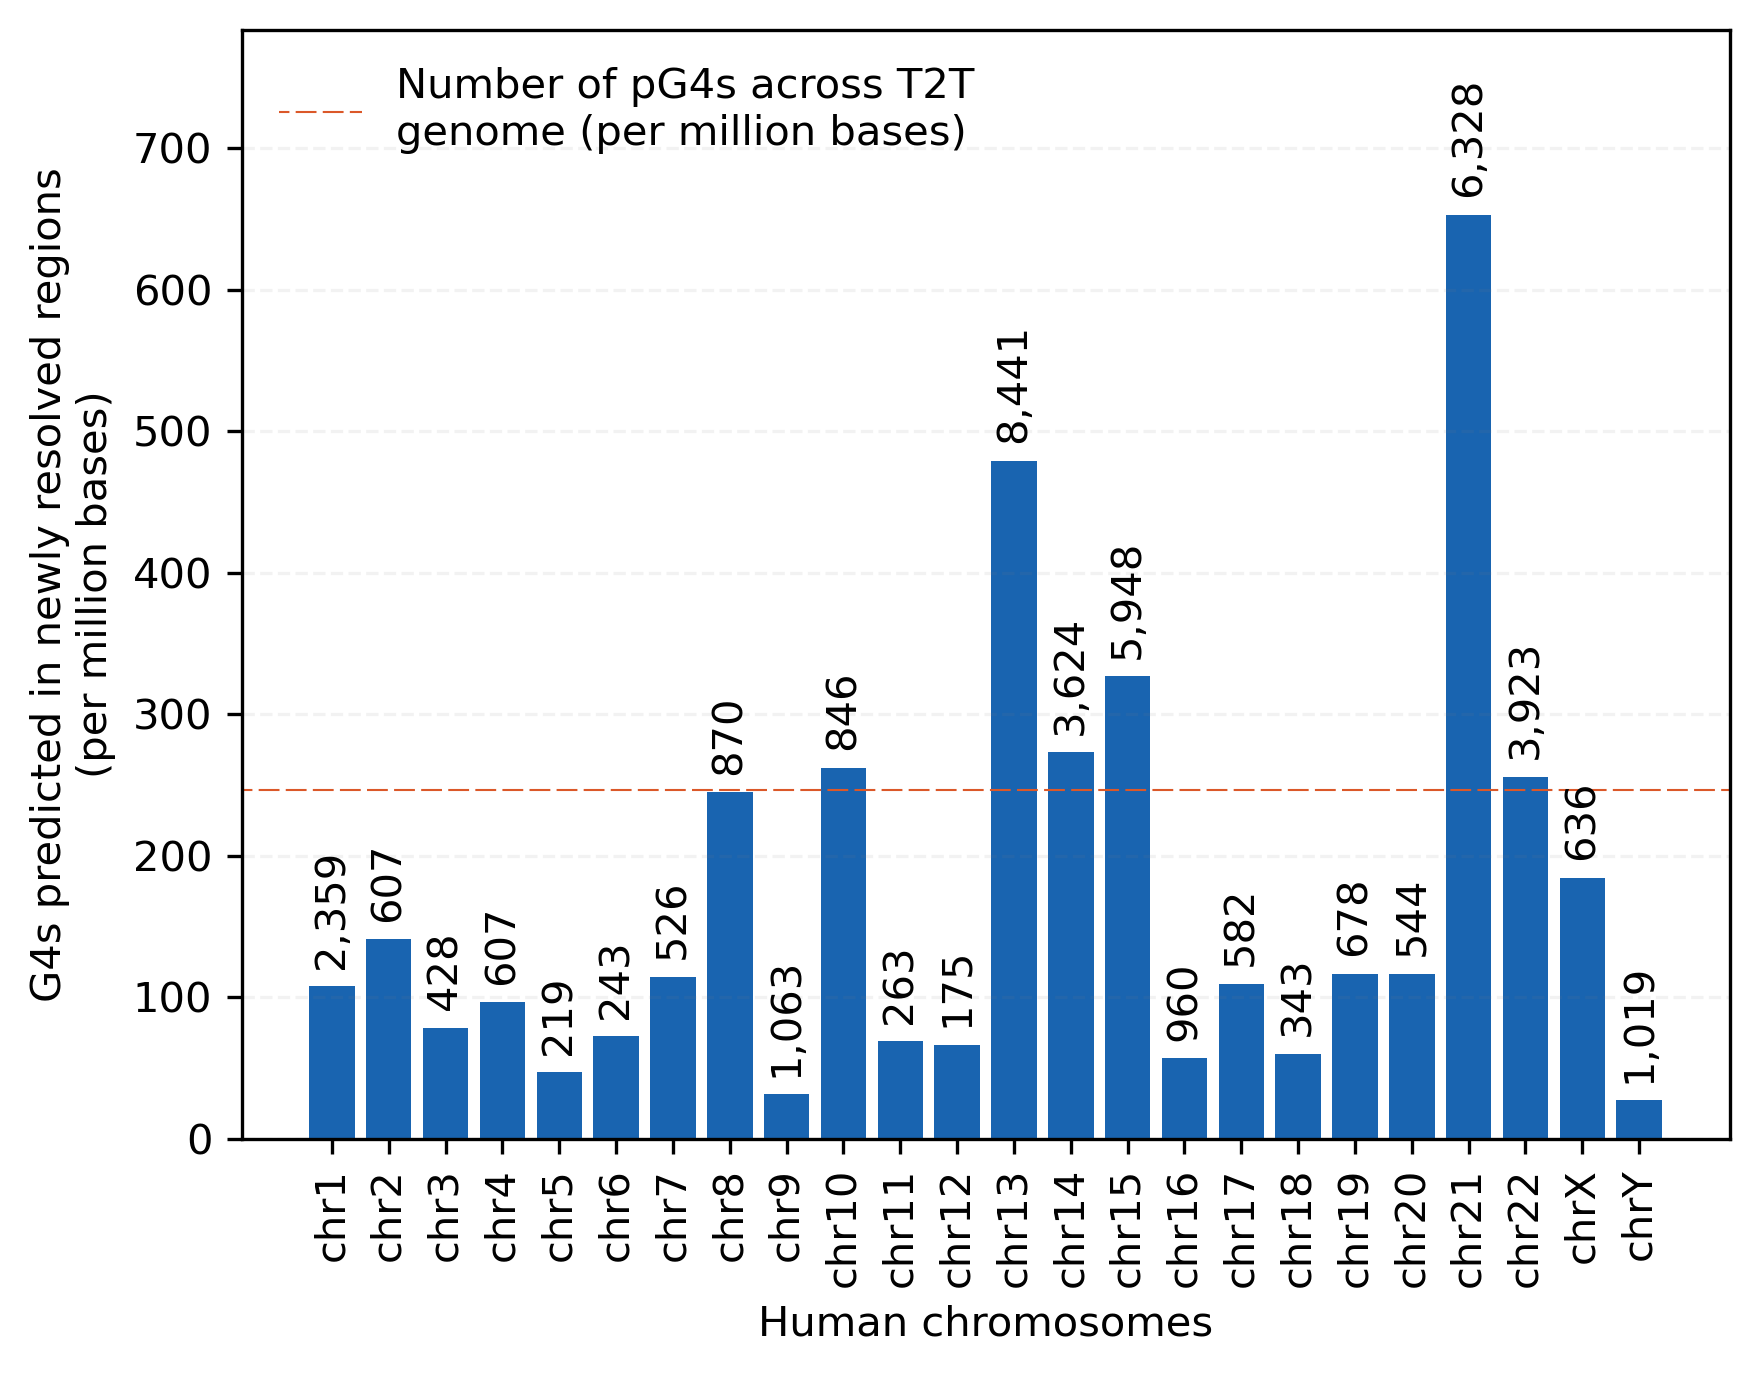 Number of pG4s across T2T
genome (per million bases)
G4s predicted in newly resolved regions
(per million bases)
700
600
500
400
300
200
100
0
2,359
607
428
607
219
243
526
870
1,063
846
263
175
8,441
3,624
5,948
960
582
343
678
544
6,328
3,923
636
1,019
chr1
chr2
chr3
chr4
chr5
chr6
chr7
chr8
chr9
chr10
chr11
chr12
chr13
chr14
chr15
chr16
chr17
chr18
chr19
chr20
chr21
chr22
chrX
chrY
Human chromosomes